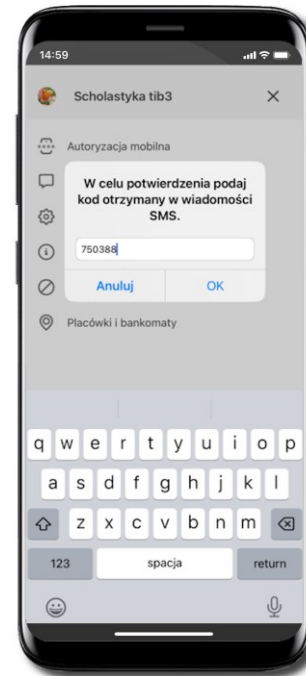 14:59
Scholastyka tib3
Autoryzacja mobilna
W celu potwierdzenia podaj
kod otrzymany w wiadomości
SMS.
750388
Anuluj OK
Placówki i bankomaty
q w e r t y u i o p
a s d f g h j k l
z x c v b n m
123 spacja return